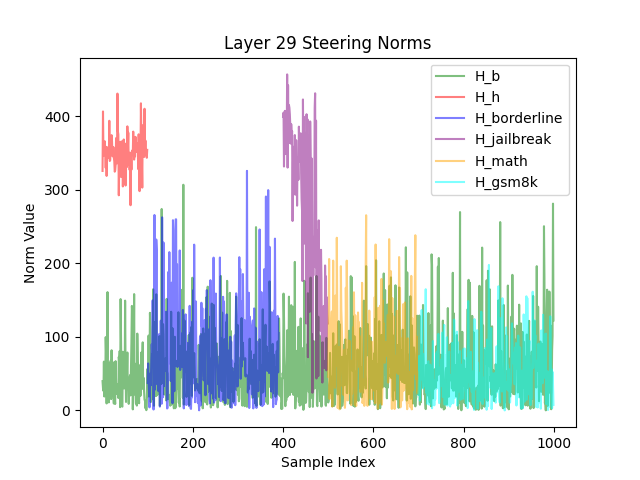 Layer 29 Steering Norms
H_b
H_h
H_borderline
H_jailbreak
H_math
H_gsm8k
400
300
200
100
0
Norm Value
0 200 400 600 800 1000
Sample Index